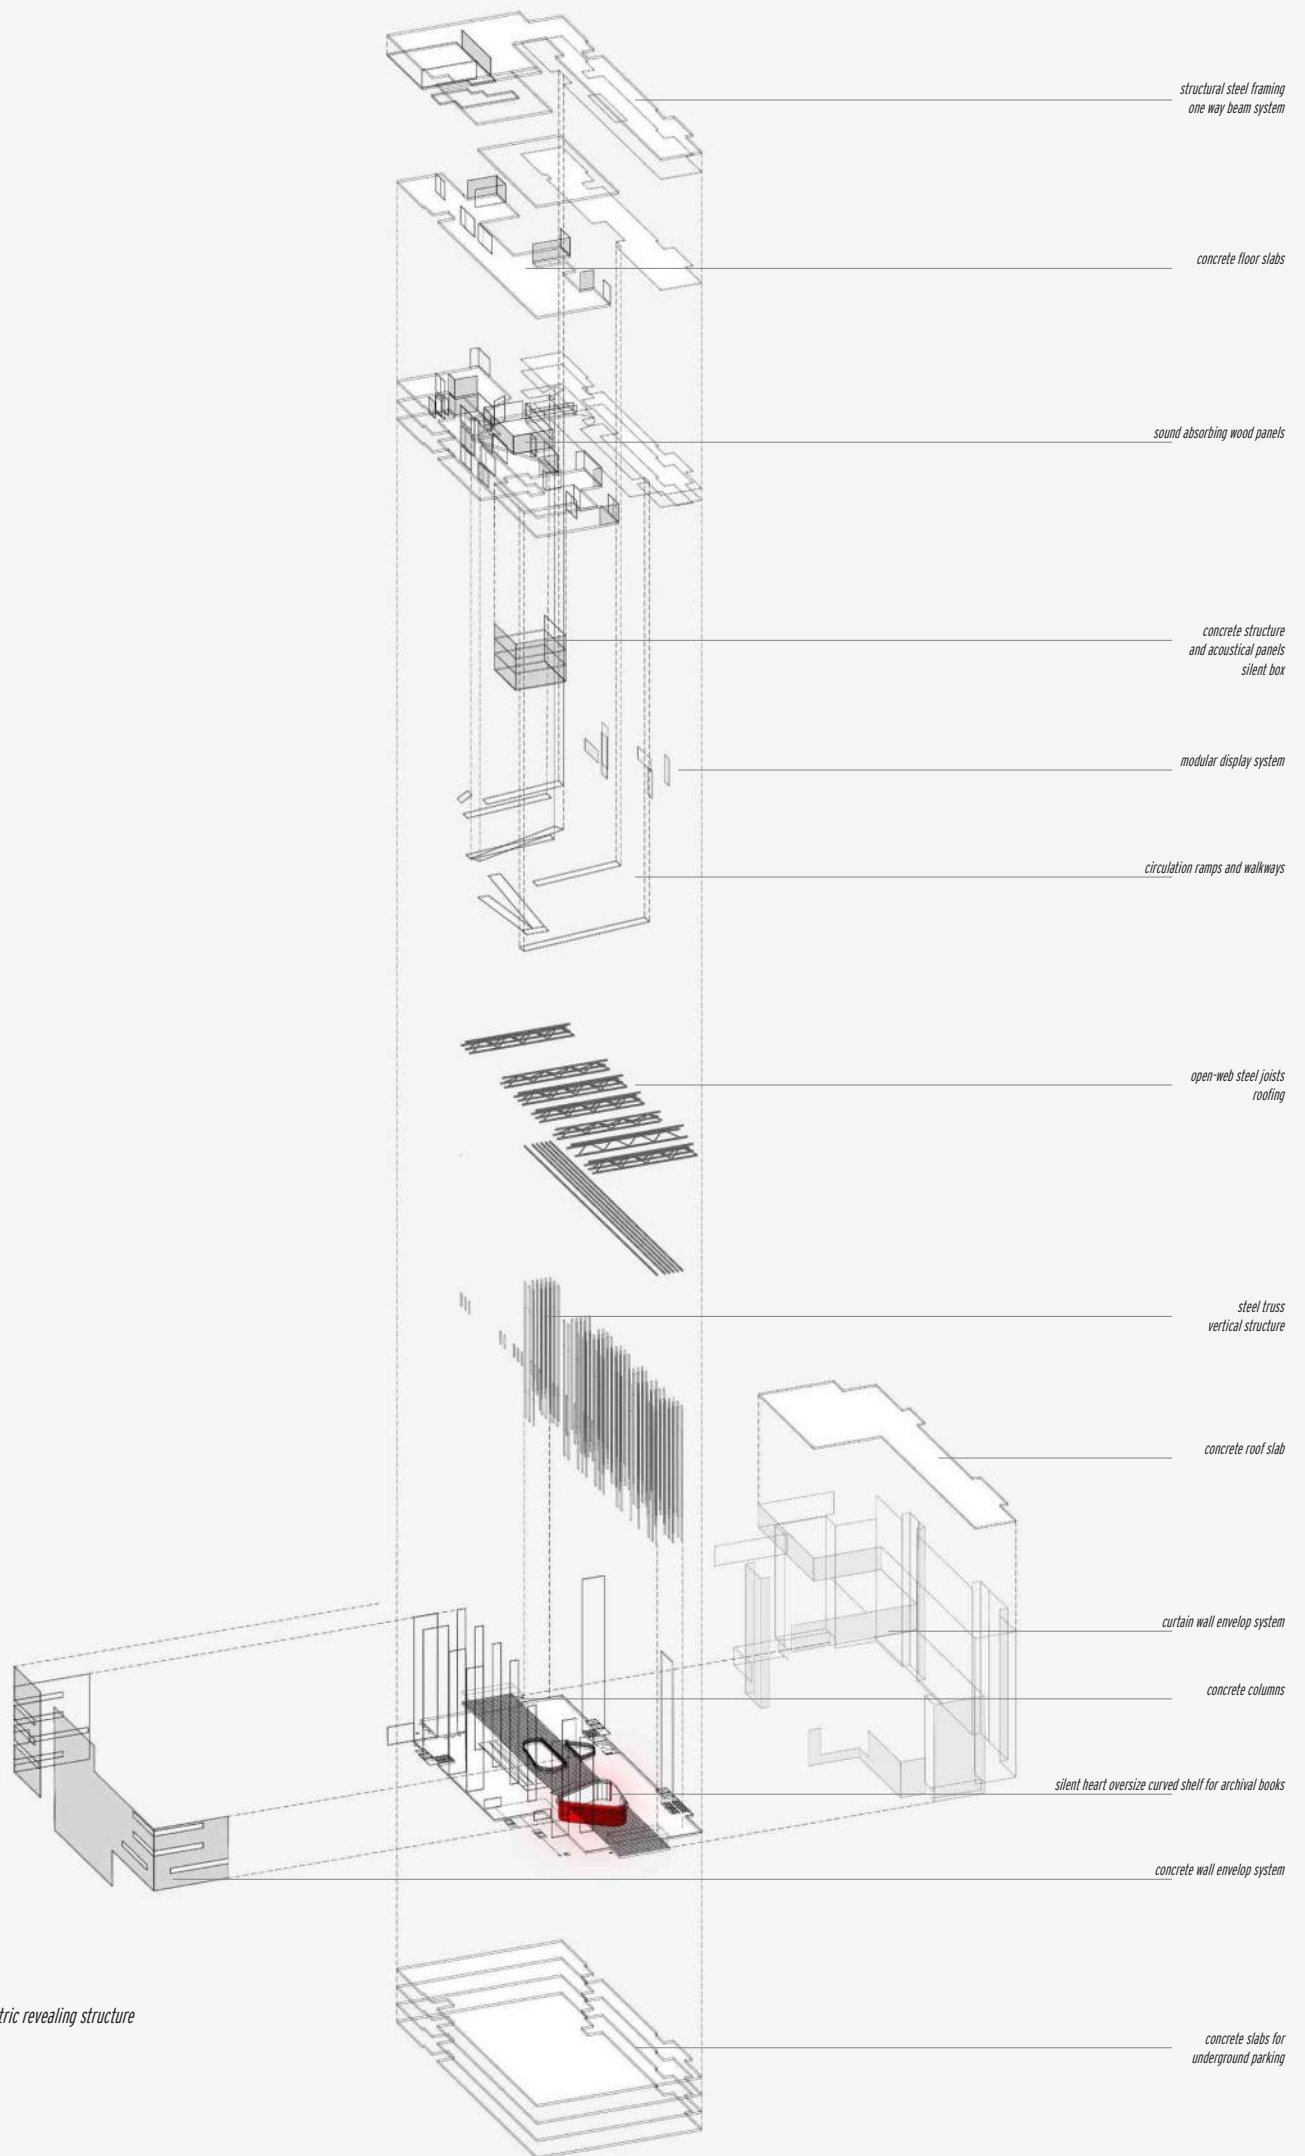 structural steel framing
one way beam system
concrete floor slabs
sound absorbing wood panels
concrete structure
and acoustical panels
silent box
modular display system
circulation ramps and walkways
open-web steel joists
roofing
steel truss
vertical structure
concrete roof slab
curtain wall envelop system
concrete columns
silent heart oversize curved shelf for archival books
concrete wall envelop system
tric revealing structure
concrete slabs for
underground parking